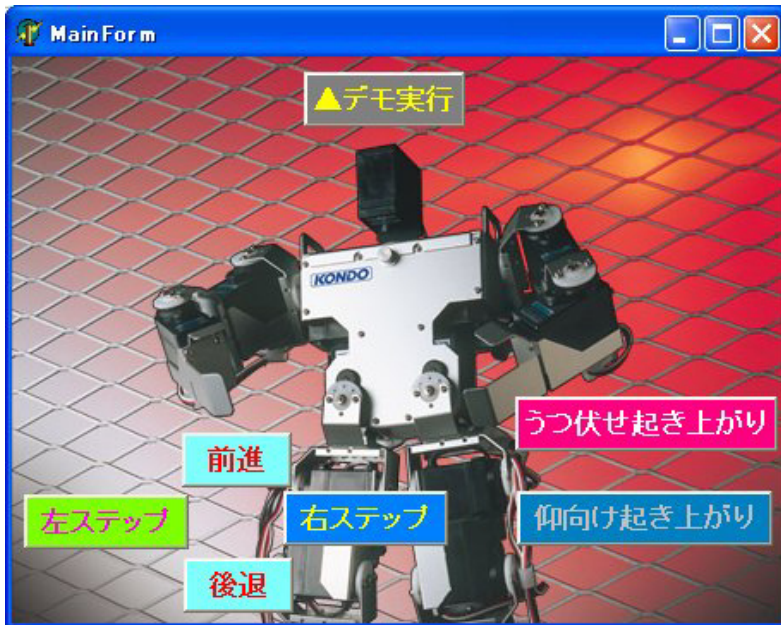 MainForm
▲デモ実行
KONDO
うつ伏せ起き上がり
前進
左ステップ
右ステップ
仰向け起き上がり
後退